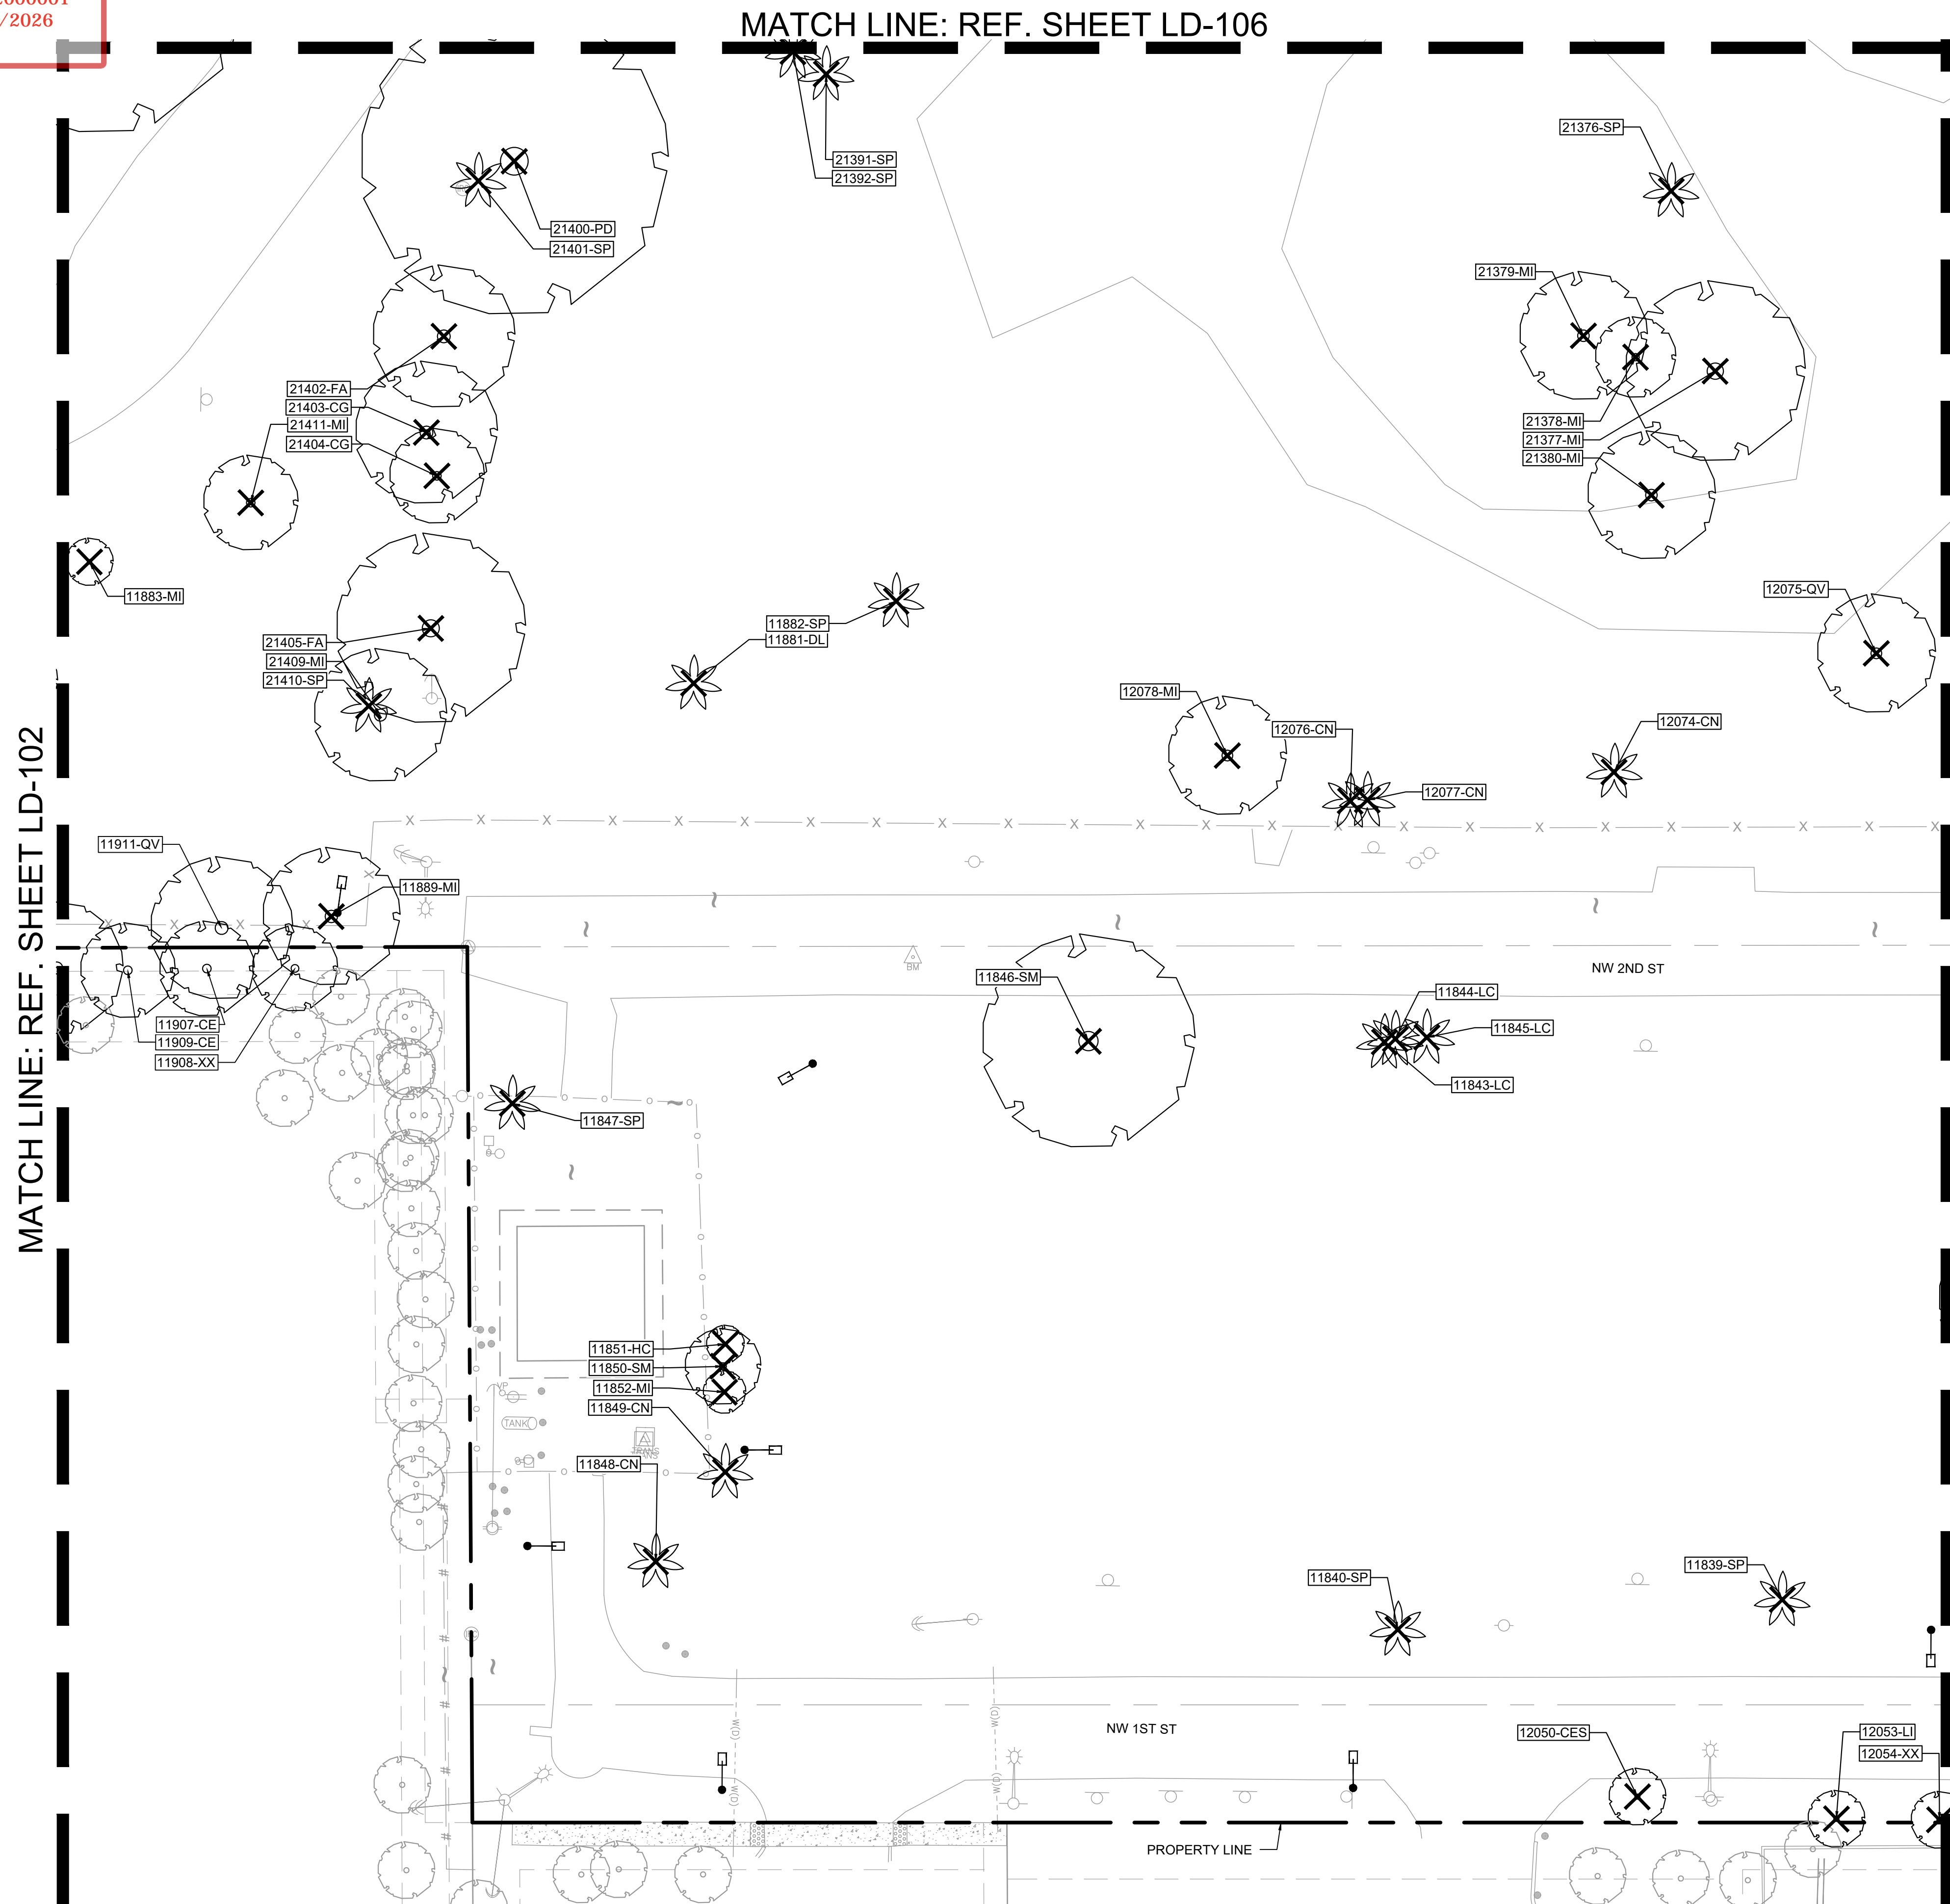 /2026
MATCH LINE: REF. SHEET LD-106
21376-SP
21391-SP
21392-SP
21400-PD
21401-SP
21379-MI
21402-FA
21403-CG
21411-MI
21404-CG
21378-MI
21377-MI
21380-MI
11883-MI
12075-QV
11882-SP
11881-DL
21405-FA
21409-MI
21410-SP
12078-MI
12076-CN
12074-CN
12077-CN
MATCH LINE: REF. SHEET LD-102
11911-QV
11889-MI
BM
NW 2ND ST
11846-SM
11844-LC
11845-LC
11843-LC
11907-CE
11909-CE
11908-XX
11847-SP
11851-HC
11850-SM
11852-MI
11849-CN
VP
TANK
TRANS
11848-CN
11840-SP
11839-SP
W(D)
W(D)
NW 1ST ST
W(D)
W(D)
12050-CES
12053-LI
12054-XX
PROPERTY LINE